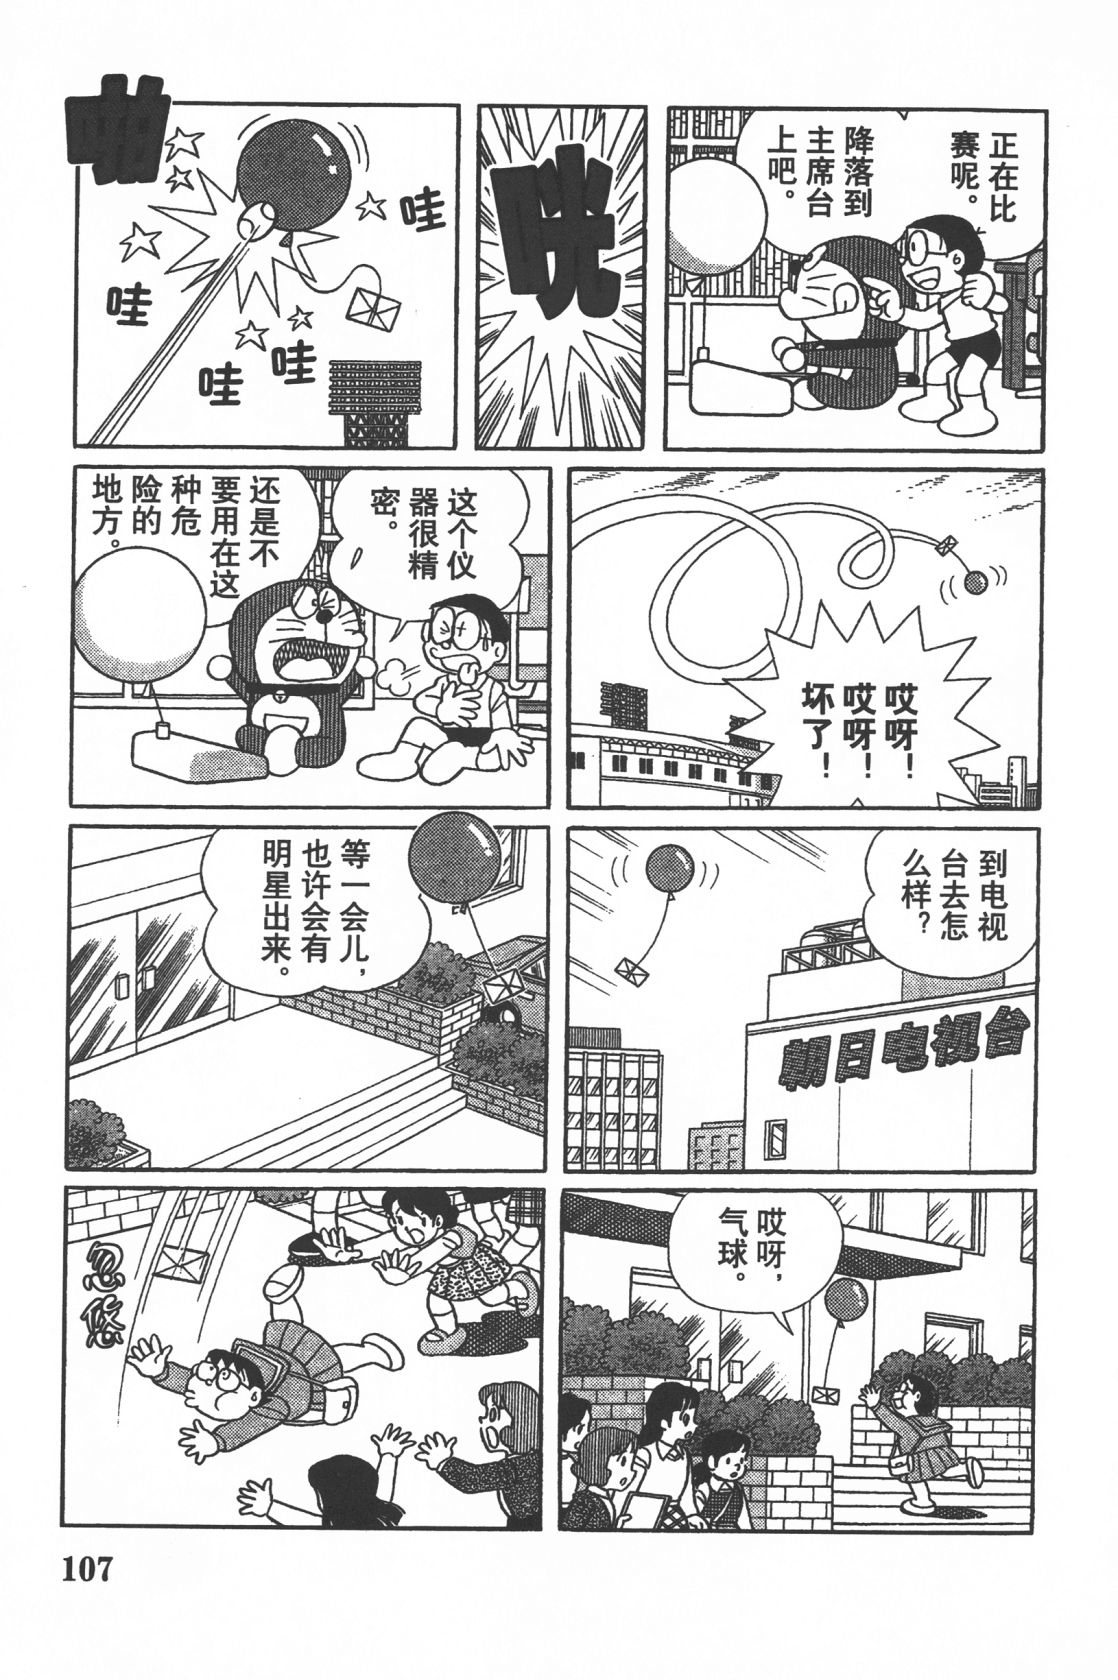 正在比
赛呢。
降落到
主席台
上吧。
咣
啪
哇
哇
哇
哇
哎呀！
哎呀！
坏了！
这个仪
器很精
密。
还是不
要用在这
种危
险的
地方。
到电视
台去怎
么样？
朝日电视台
等一会儿，
也许会有
明星出来。
哎呀，
气球。
忽悠
107